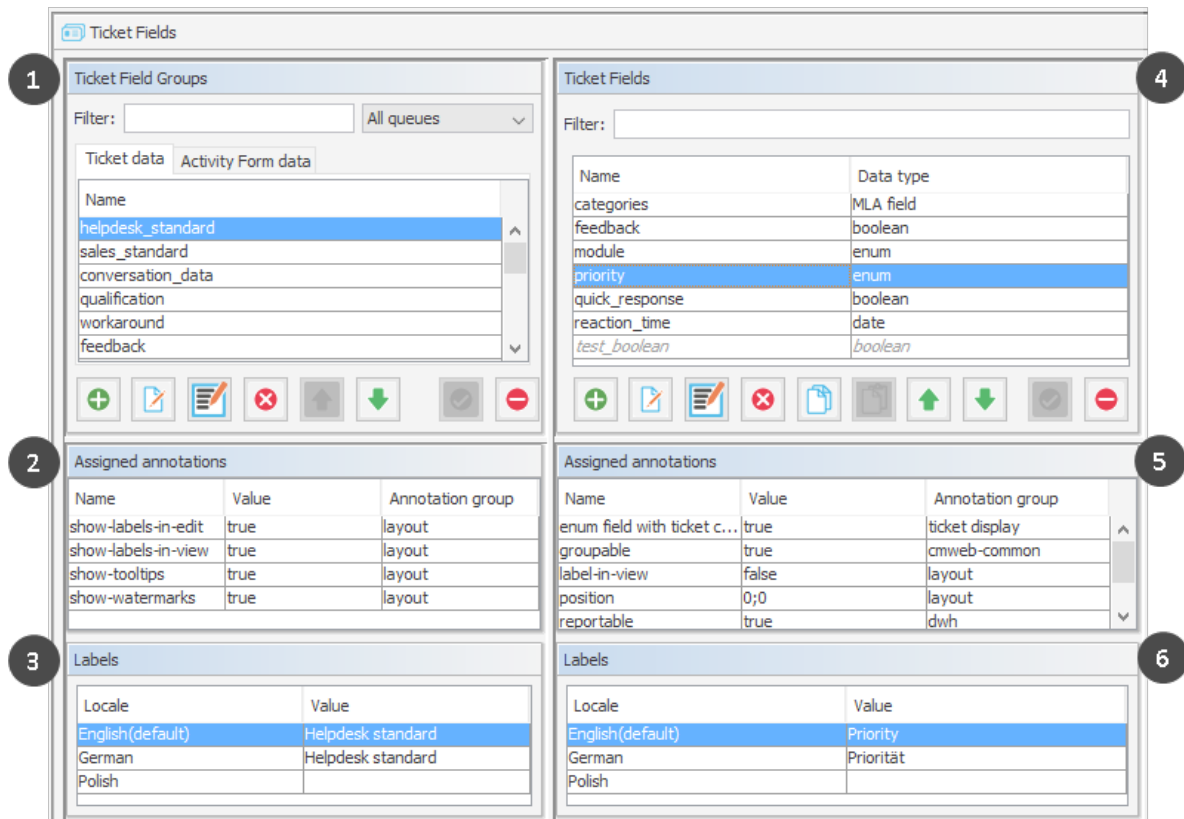 Ticket Fields
1
Ticket Field Groups
Filter:
All queues
Ticket data Activity Form data
Name
helpdesk_standard
sales_standard
conversation_data
qualification
workaround
feedback
4
Ticket Fields
Filter:
Name Data type
categories MLA field
feedback boolean
module enum
priority enum
quick_response boolean
reaction_time date
test_boolean boolean
2
Assigned annotations
Name Value Annotation group
show-labels-in-edit true layout
show-labels-in-view true layout
show-tooltips true layout
show-watermarks true layout
5
Assigned annotations
Name Value Annotation group
enum field with ticket c... true ticket display
groupable true cmweb-common
label-in-view false layout
position 0;0 layout
reportable true dwh
3
Labels
Locale Value
English(default) Helpdesk standard
German Helpdesk standard
Polish
6
Labels
Locale Value
English(default) Priority
German Priorität
Polish